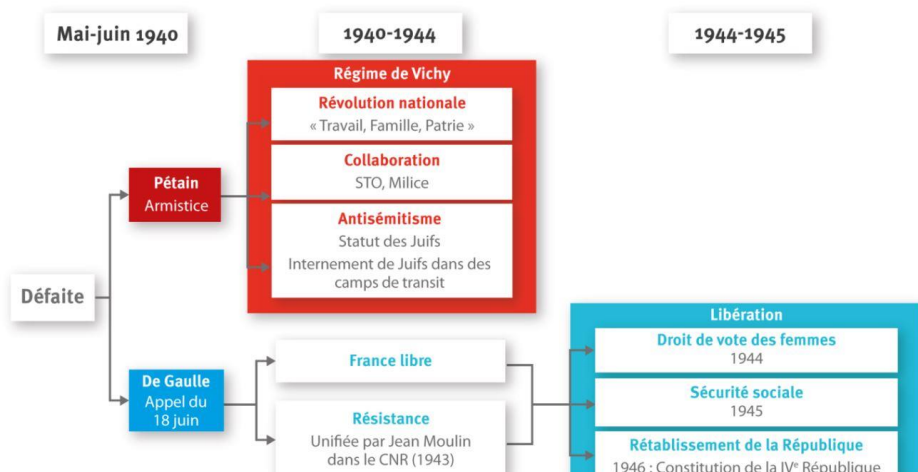 Mai-juin 1940
1940-1944
1944-1945
Régime de Vichy
Révolution nationale
« Travail, Famille, Patrie »
Collaboration
STO, Milice
Antisémitisme
Statut des Juifs
Internement de Juifs dans des
camps de transit
Pétain
Armistice
Défaite
De Gaulle
Appel du
18 juin
France libre
Résistance
Unifiée par Jean Moulin
dans le CNR (1943)
Libération
Droit de vote des femmes
1944
Sécurité sociale
1945
Rétablissement de la République
1946 : Constitution de la IVᵉ République